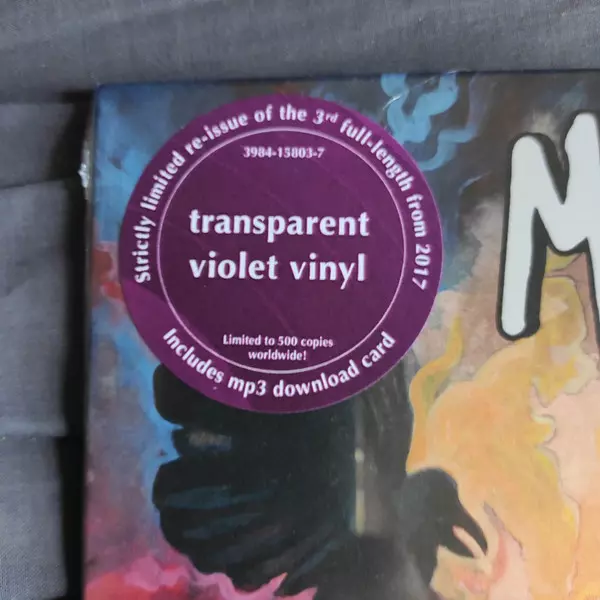 Strictly limited re-issue of the 3rd full-length from 2017
3984-15803-7
transparent
violet vinyl
Limited to 500 copies
worldwide!
Includes mp3 download card
M